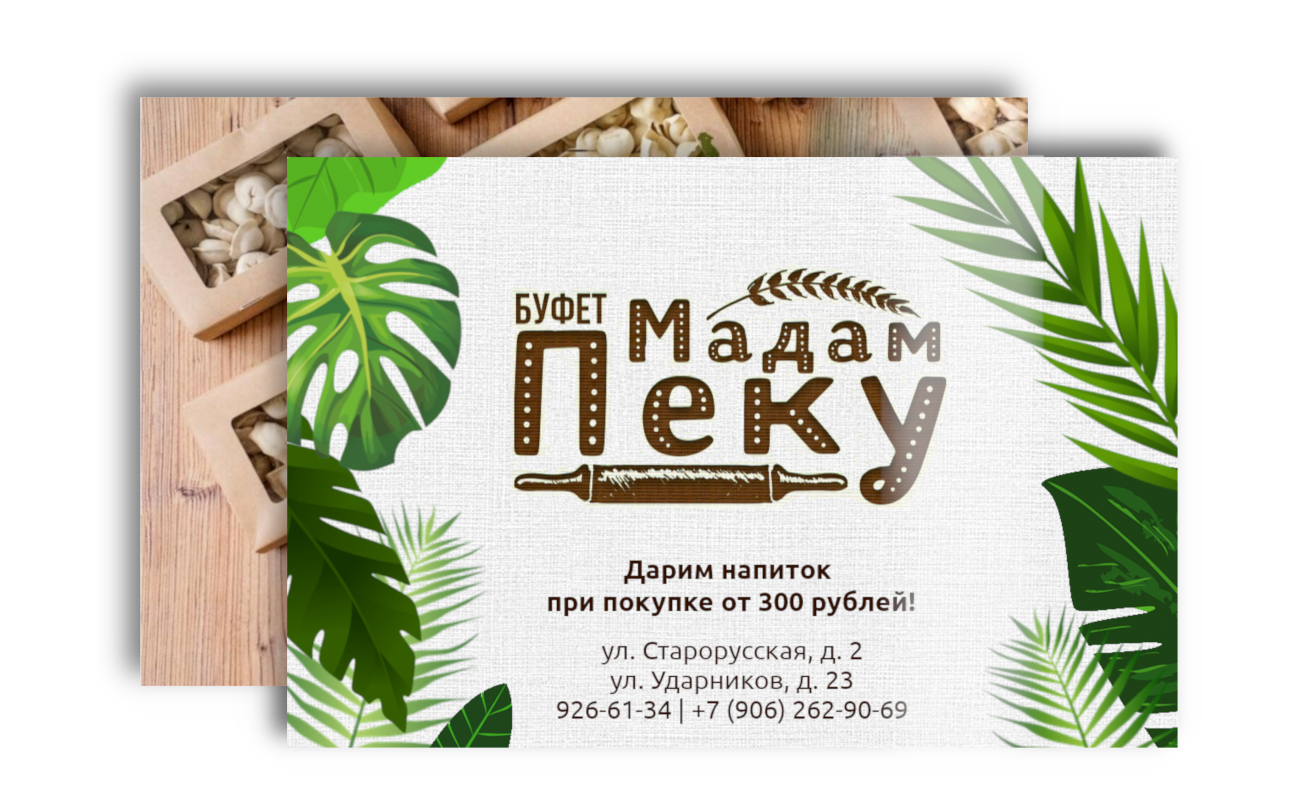 БУФЕТ
Мадам
Пеку
Дарим напиток
при покупке от 300 рублей!
ул. Старорусская, д. 2
ул. Ударников, д. 23
926-61-34 | +7 (906) 262-90-69